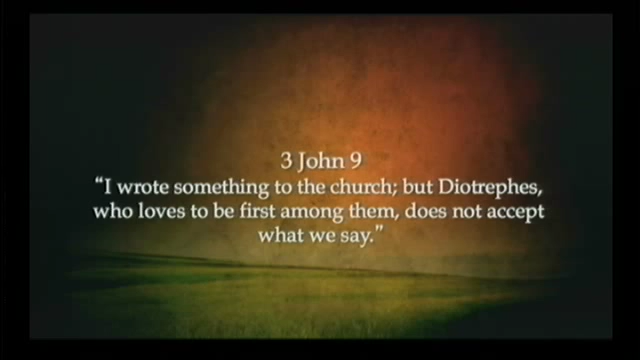 3 John 9
“I wrote something to the church; but Diotrephes,
who loves to be first among them, does not accept
what we say.”